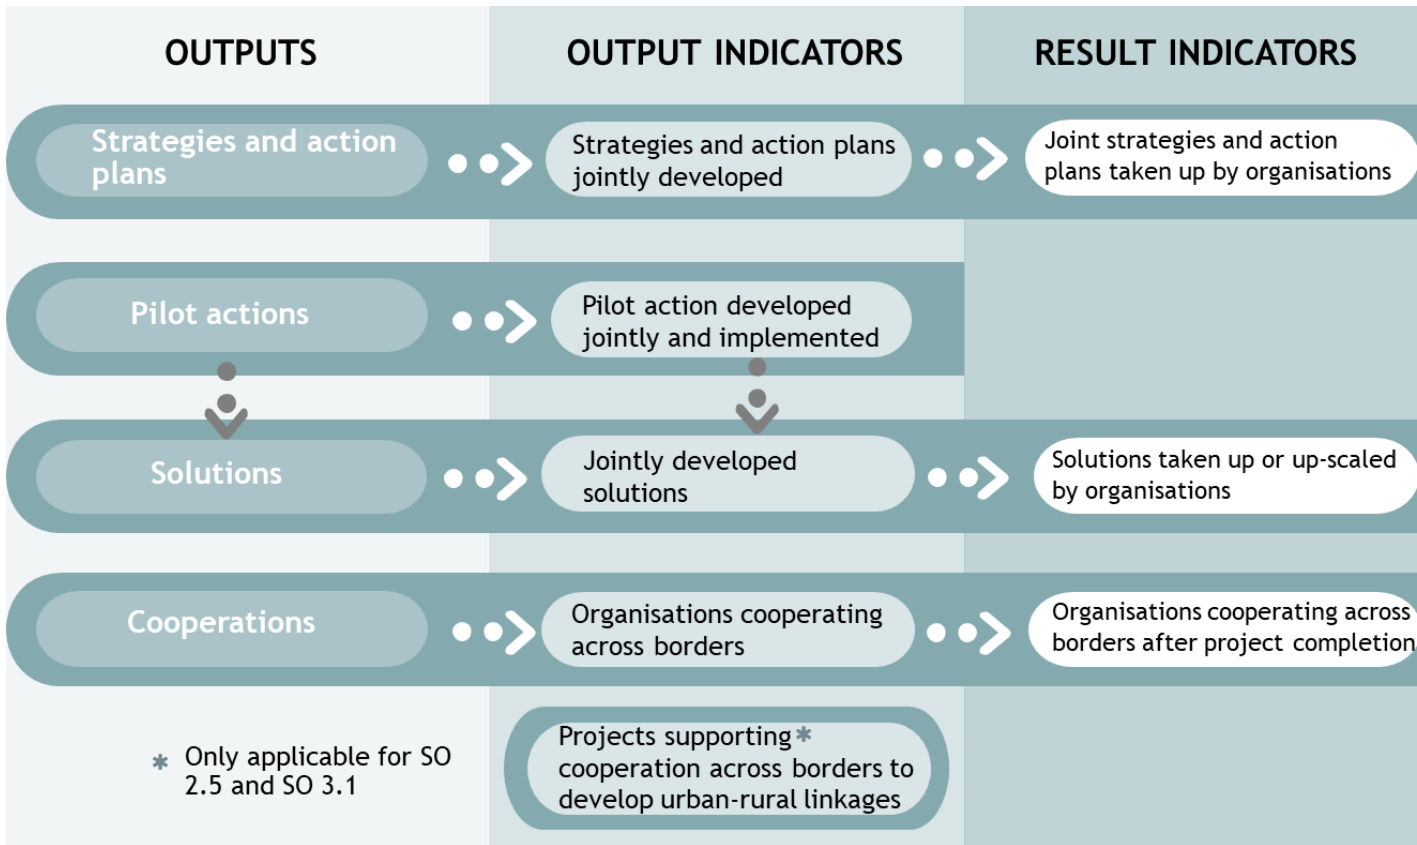 OUTPUTS
OUTPUT INDICATORS
RESULT INDICATORS
Strategies and action
plans
Strategies and action plans
jointly developed
Joint strategies and action
plans taken up by organisations
Pilot actions
Pilot action developed
jointly and implemented
Solutions
Jointly developed
solutions
Solutions taken up or up-scaled
by organisations
Cooperations
Organisations cooperating
across borders
Organisations cooperating across
borders after project completion
* Only applicable for SO
2.5 and SO 3.1
Projects supporting *
cooperation across borders to
develop urban-rural linkages